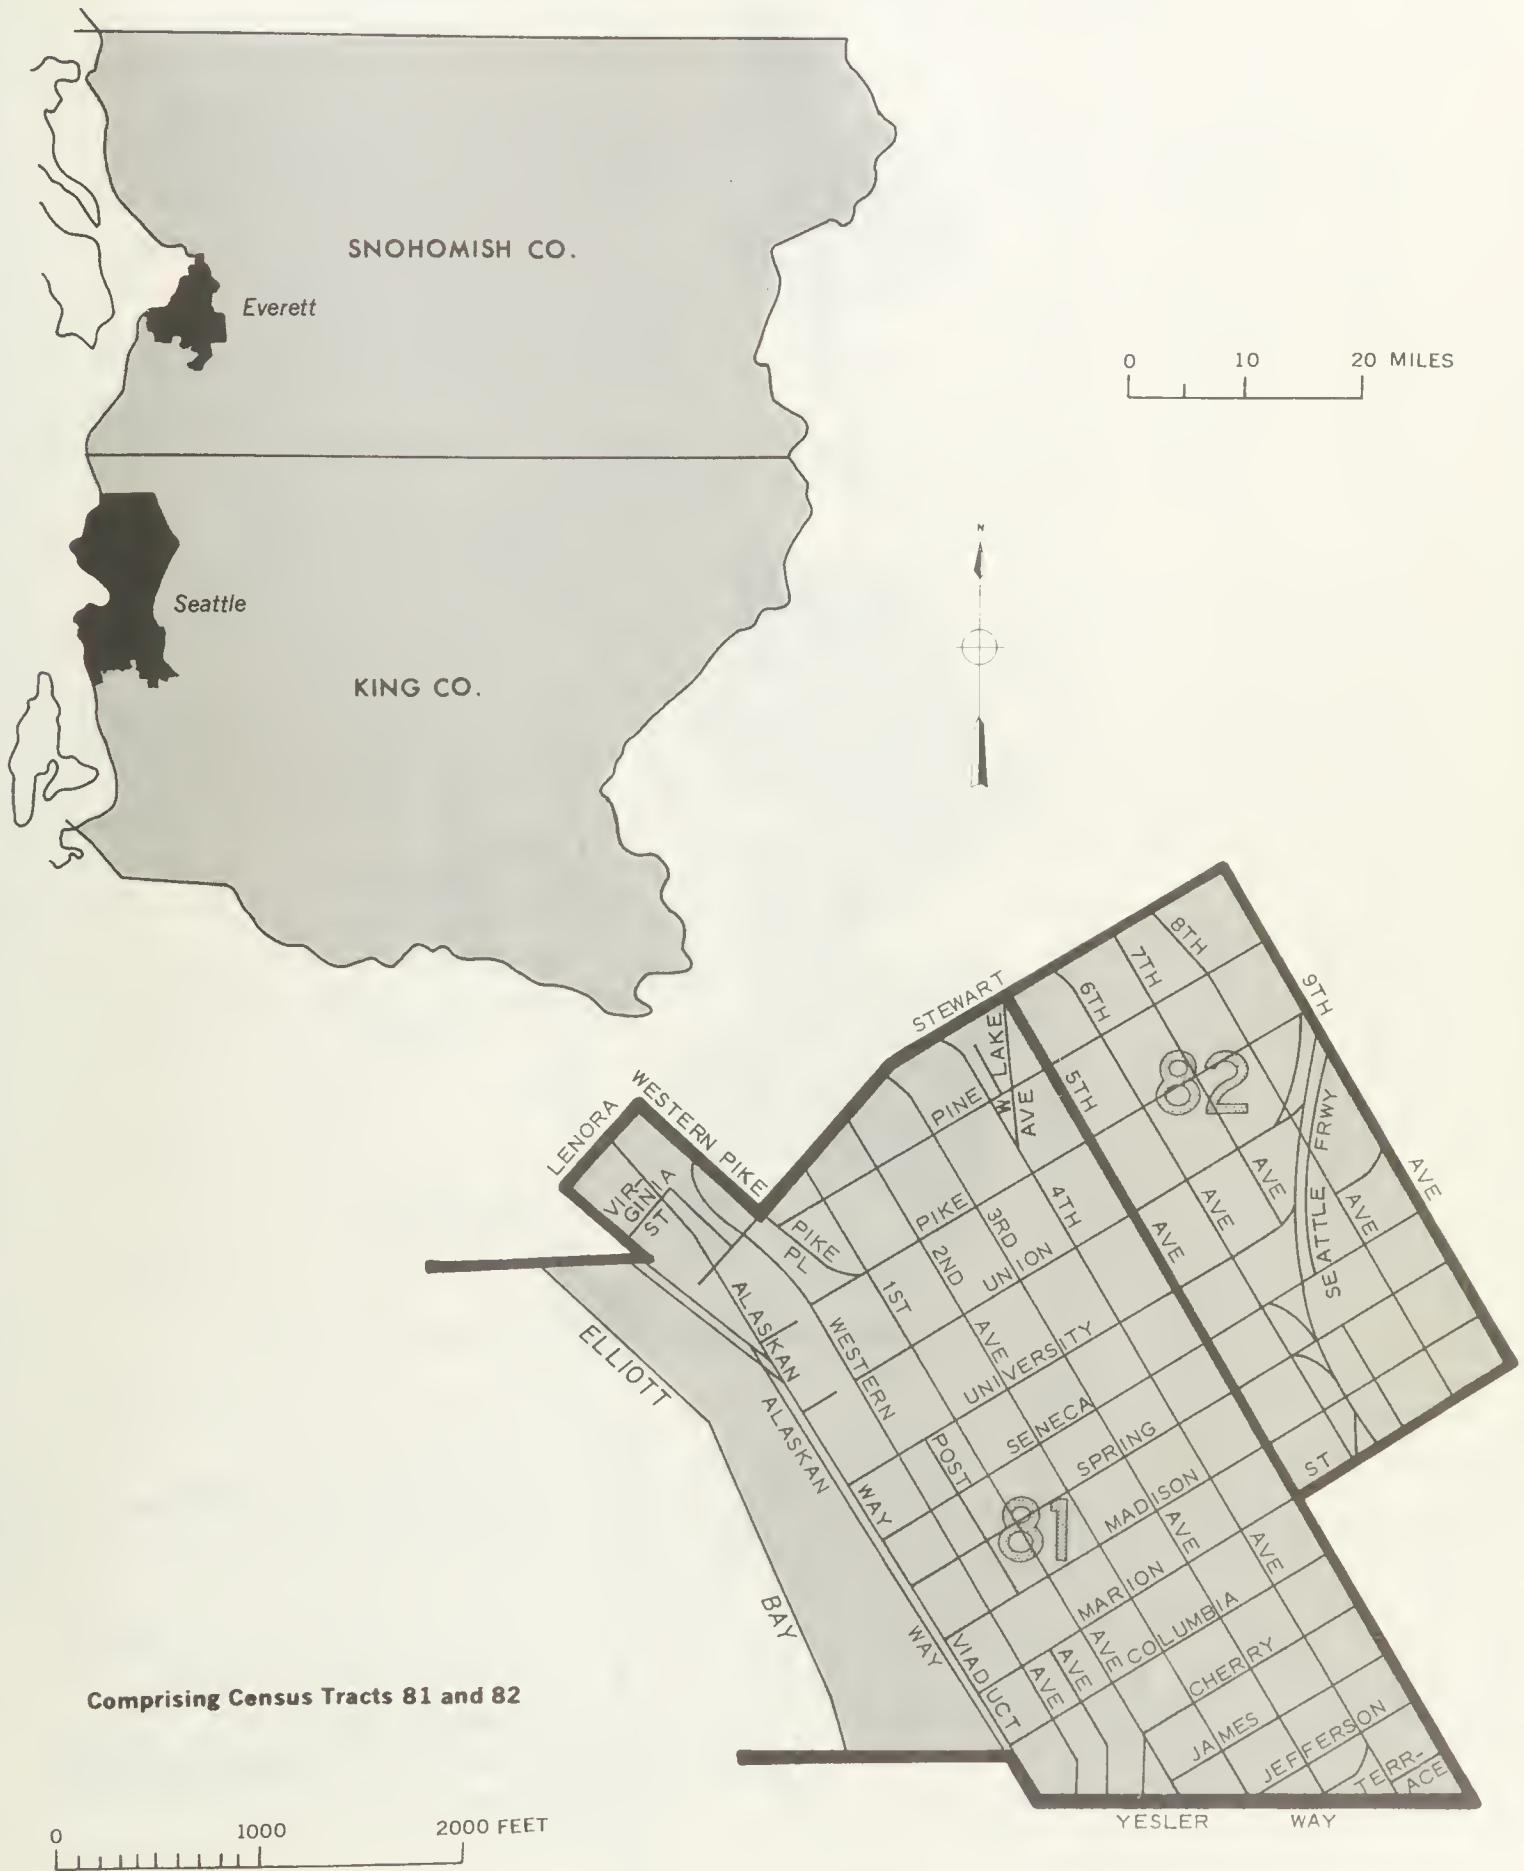 SNOHOMISH CO.
Everett
0 10 20 MILES
N
Seattle
KING CO.
8TH
7TH
6TH
9TH
STEWART
W LAKE
AVE
82
5TH
PINE
WESTERN PIKE
LENORA
VIR-
GINIA
ST
SEATTLE FRWY
AVE
AVE
AVE
AVE
AVE
4TH
PIKE
3RD
PIKE
PL
2ND
UNION
1ST
ALASKAN
WESTERN
AVE
UNIVERSITY
ELLIOTT
ALASKAN
SENECA
POST
SPRING
ST
WAY
81
MADISON
AVE
AVE
MARION
BAY
WAY
VIADUCT
AVE
AVE
AVE
COLUMBIA
CHERRY
JAMES
JEFFERSON
TERR-
ACE
YESLER WAY
Comprising Census Tracts 81 and 82
0 1000 2000 FEET